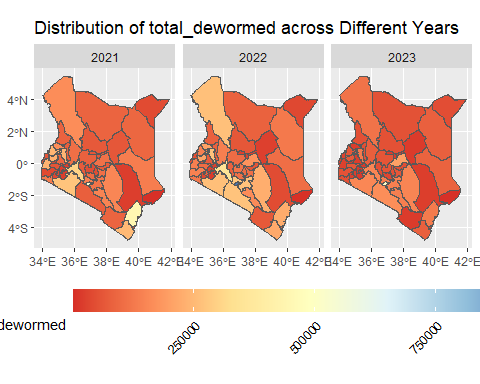 Distribution of total_dewormed across Different Years
2021 2022 2023
4°N
2°N
0°
2°S
4°S
34°E 36°E 38°E 40°E 42°E 34°E 36°E 38°E 40°E 42°E 34°E 36°E 38°E 40°E 42°E
dewormed
250000 500000 750000